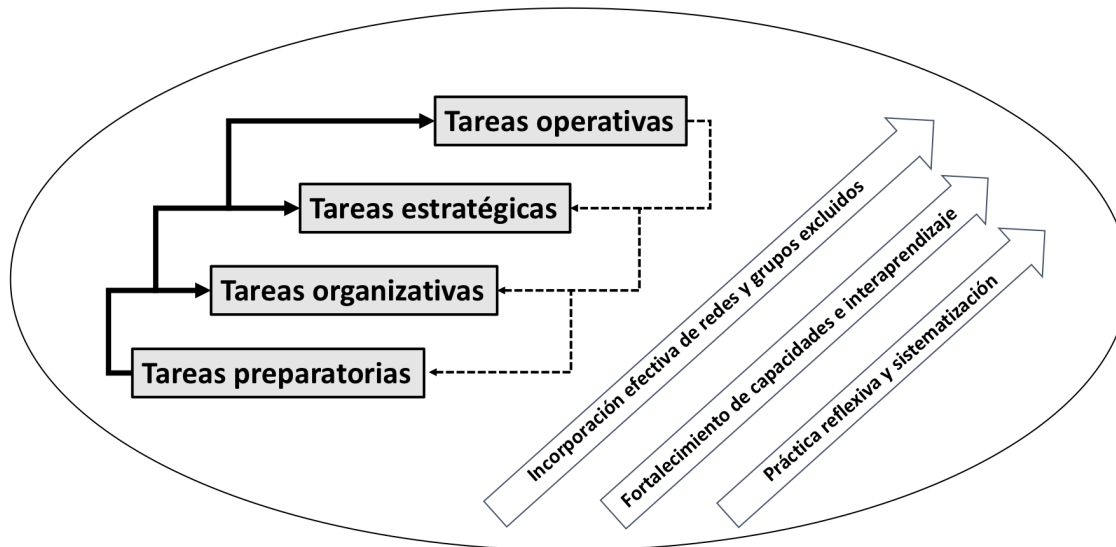 Tareas operativas
Tareas estratégicas
Tareas organizativas
Tareas preparatorias
Incorporación efectiva de redes y grupos excluidos
Fortalecimiento de capacidades e interaprendizaje
Práctica reflexiva y sistematización